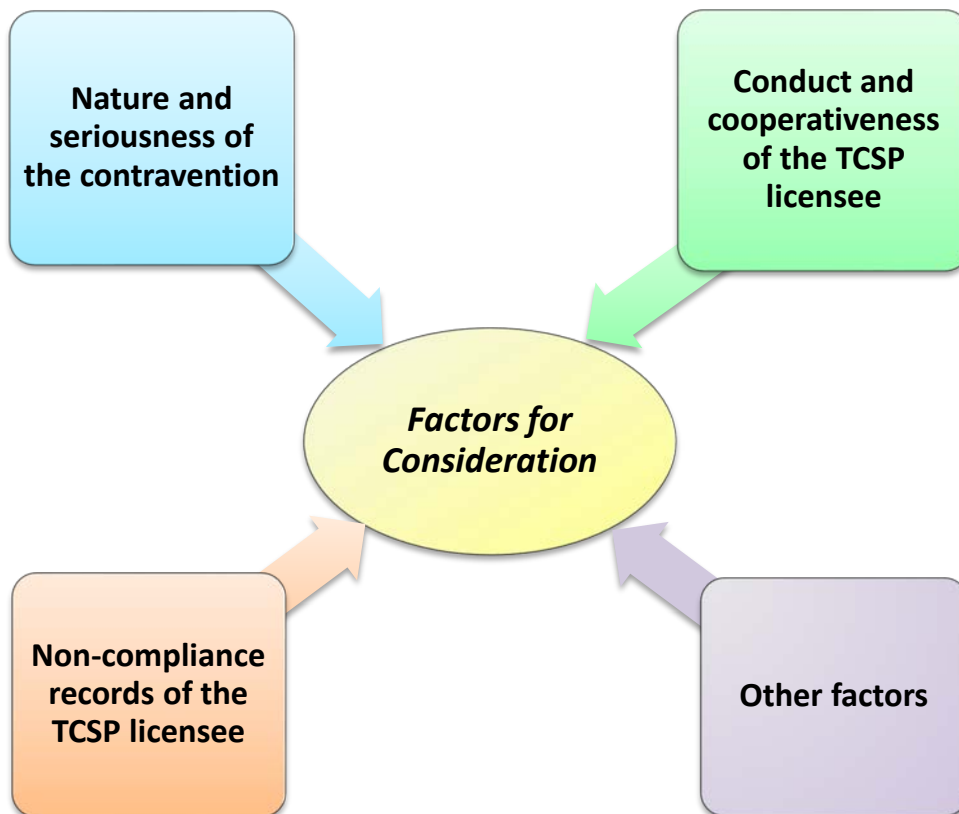 Nature and
seriousness of
the contravention
Conduct and
cooperativeness
of the TCSP
licensee
Factors for
Consideration
Non-compliance
records of the
TCSP licensee
Other factors